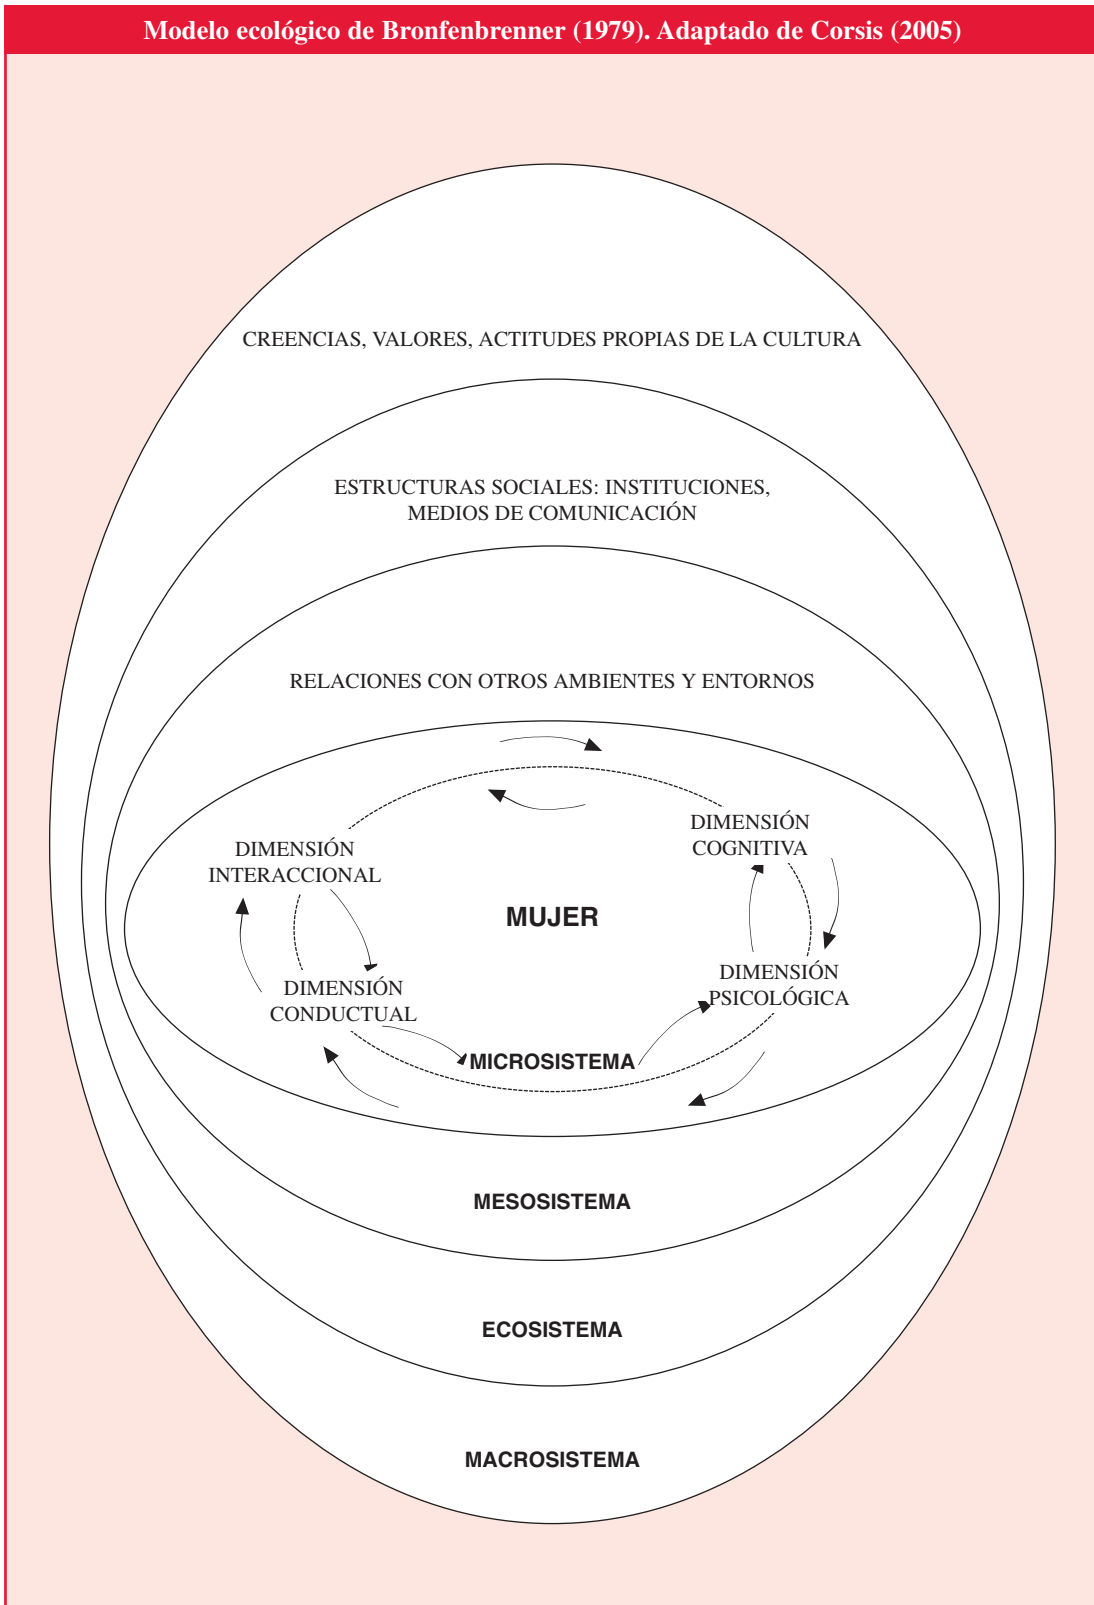 Modelo ecológico de Bronfenbrenner (1979). Adaptado de Corsis (2005)
CREENCIAS, VALORES, ACTITUDES PROPIAS DE LA CULTURA
ESTRUCTURAS SOCIALES: INSTITUCIONES,
MEDIOS DE COMUNICACIÓN
RELACIONES CON OTROS AMBIENTES Y ENTORNOS
DIMENSIÓN
COGNITIVA
DIMENSIÓN
INTERACCIONAL
MUJER
DIMENSIÓN
PSICOLÓGICA
DIMENSIÓN
CONDUCTUAL
MICROSISTEMA
MESOSISTEMA
ECOSISTEMA
MACROSISTEMA